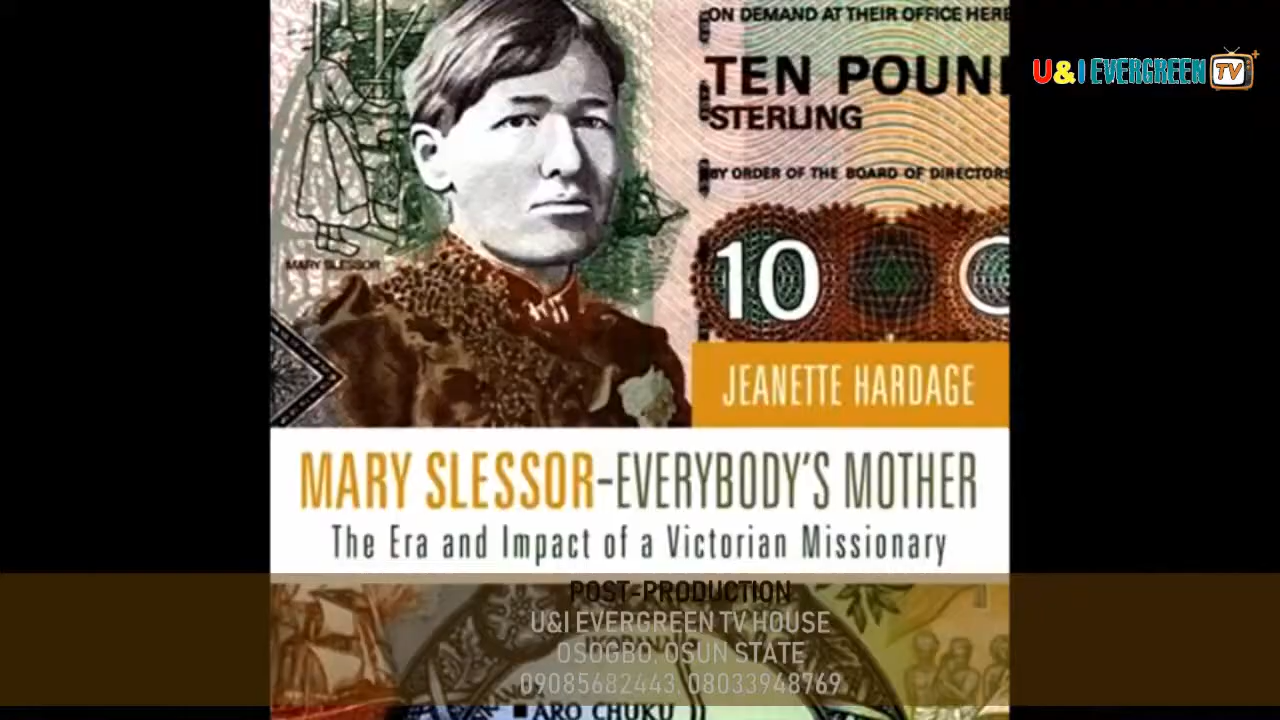 ON DEMAND AT THEIR OFFICE HERE
TEN POUN
STERLING
BY ORDER OF THE BOARD OF DIRECTORS
U&I EVERGREEN TV
MARY SLESSOR
10
JEANETTE HARDAGE
MARY SLESSOR-EVERYBODY'S MOTHER
The Era and Impact of a Victorian Missionary
POST-PRODUCTION
U&I EVERGREEN TV HOUSE
OSOGBO, OSUN STATE
09085682443, 08033948769
ARO CHUKU